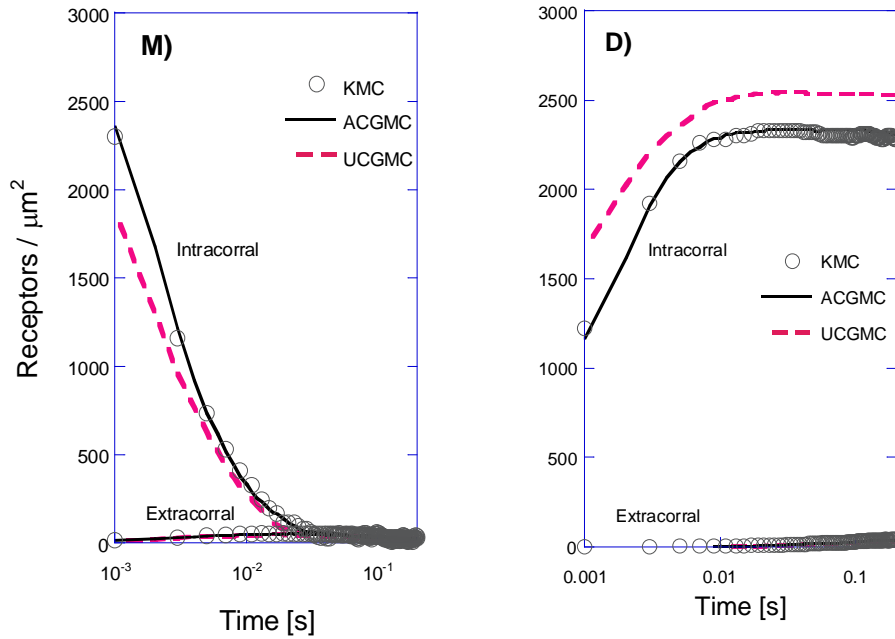 M)
3000
2500
2000
1500
1000
500
0
Receptors / μm²
KMC
ACGMC
UCGMC
Intracorral
Extracorral
10⁻³
10⁻²
10⁻¹
Time [s]
D)
3000
2500
2000
1500
1000
500
0
KMC
ACGMC
UCGMC
Intracorral
Extracorral
0.001
0.01
0.1
Time [s]